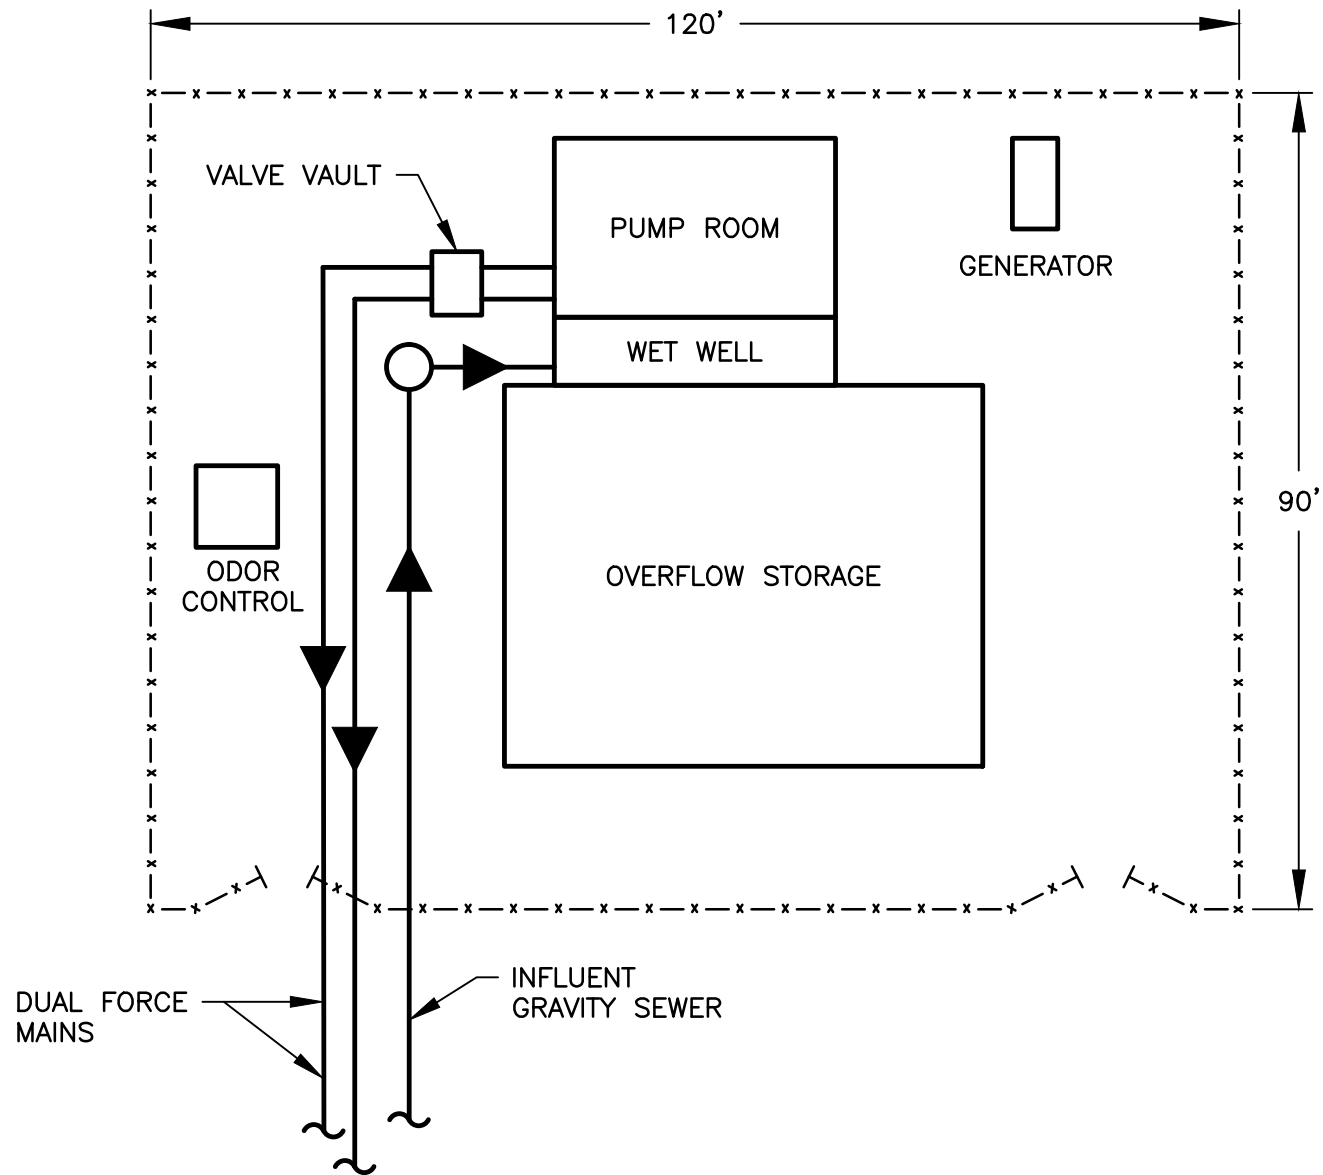 120'
VALVE VAULT
PUMP ROOM
GENERATOR
WET WELL
90'
ODOR
CONTROL
OVERFLOW STORAGE
INFLUENT
GRAVITY SEWER
DUAL FORCE
MAINS